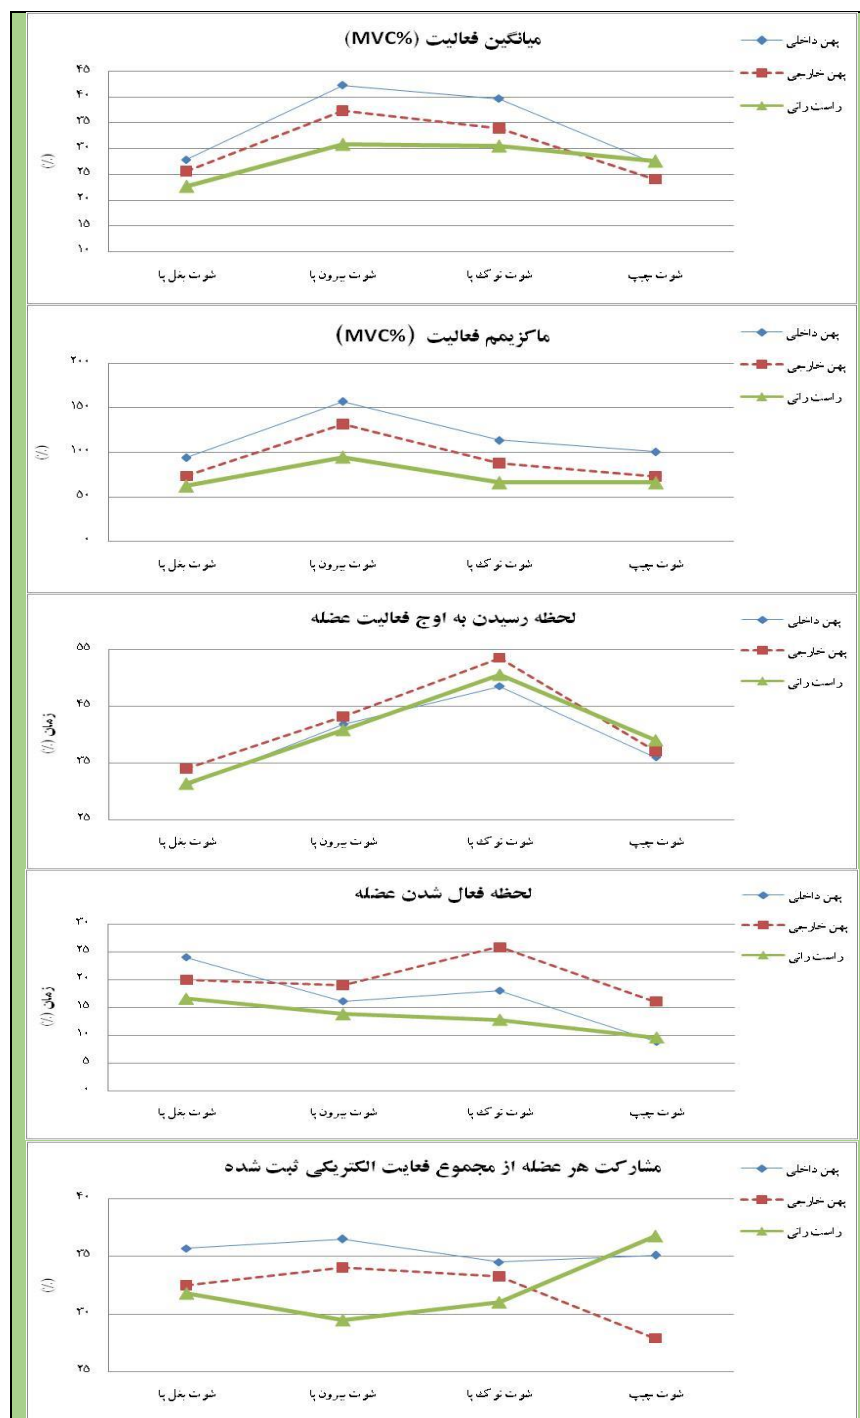 میانگین فعالیت (MVC%)
پهن داخلی
پهن خارجی
راست رانی
(%)
۴۵
۴۰
۳۵
۳۰
۲۵
۲۰
۱۵
۱۰
شوت بغل پا
شوت بیرون پا
شوت نوک پا
شوت چیپ
ماکزیمم فعالیت (MVC%)
پهن داخلی
پهن خارجی
راست رانی
(%)
۲۰۰
۱۵۰
۱۰۰
۵۰
۰
شوت بغل پا
شوت بیرون پا
شوت نوک پا
شوت چیپ
لحظه رسیدن به اوج فعالیت عضله
پهن داخلی
پهن خارجی
راست رانی
زمان (%)
۵۵
۴۵
۳۵
۲۵
شوت بغل پا
شوت بیرون پا
شوت نوک پا
شوت چیپ
لحظه فعال شدن عضله
پهن داخلی
پهن خارجی
راست رانی
زمان (%)
۳۰
۲۵
۲۰
۱۵
۱۰
۵
۰
شوت بغل پا
شوت بیرون پا
شوت نوک پا
شوت چیپ
مشارکت هر عضله از مجموع فعایت الکتریکی ثبت شده
پهن داخلی
پهن خارجی
راست رانی
(%)
۴۰
۳۵
۳۰
۲۵
شوت بغل پا
شوت بیرون پا
شوت نوک پا
شوت چیپ